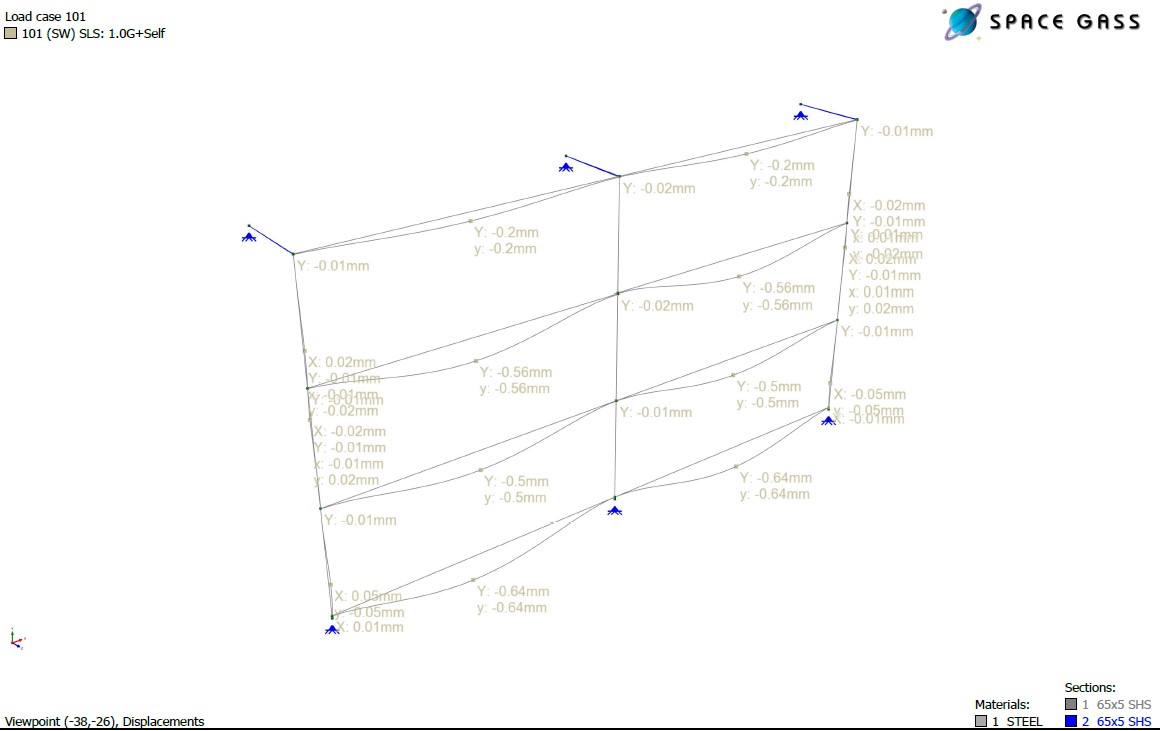 Load case 101
101 (SW) SLS: 1.0G+Self
SPACE GASS
Y: -0.01mm
Y: -0.2mm
y: -0.2mm
Y: -0.02mm
X: -0.02mm
Y: -0.01mm
Y: -0.01mm
x: 0.01mm
y: -0.02mm
X: 0.02mm
Y: -0.01mm
x: 0.01mm
y: 0.02mm
Y: -0.2mm
y: -0.2mm
Y: -0.01mm
Y: -0.56mm
y: -0.56mm
Y: -0.02mm
Y: -0.01mm
X: 0.02mm
Y: -0.01mm
x: -0.01mm
Y: -0.01mm
y: -0.02mm
X: -0.02mm
Y: -0.01mm
x: -0.01mm
y: 0.02mm
Y: -0.56mm
y: -0.56mm
Y: -0.5mm
y: -0.5mm
Y: -0.01mm
X: -0.05mm
y: -0.05mm
X: -0.01mm
Y: -0.5mm
y: -0.5mm
Y: -0.64mm
y: -0.64mm
Y: -0.01mm
Y: -0.64mm
y: -0.64mm
X: 0.05mm
y: -0.05mm
X: 0.01mm
Viewpoint (-38,-26), Displacements
Materials:
1 STEEL
Sections:
1 65x5 SHS
2 65x5 SHS